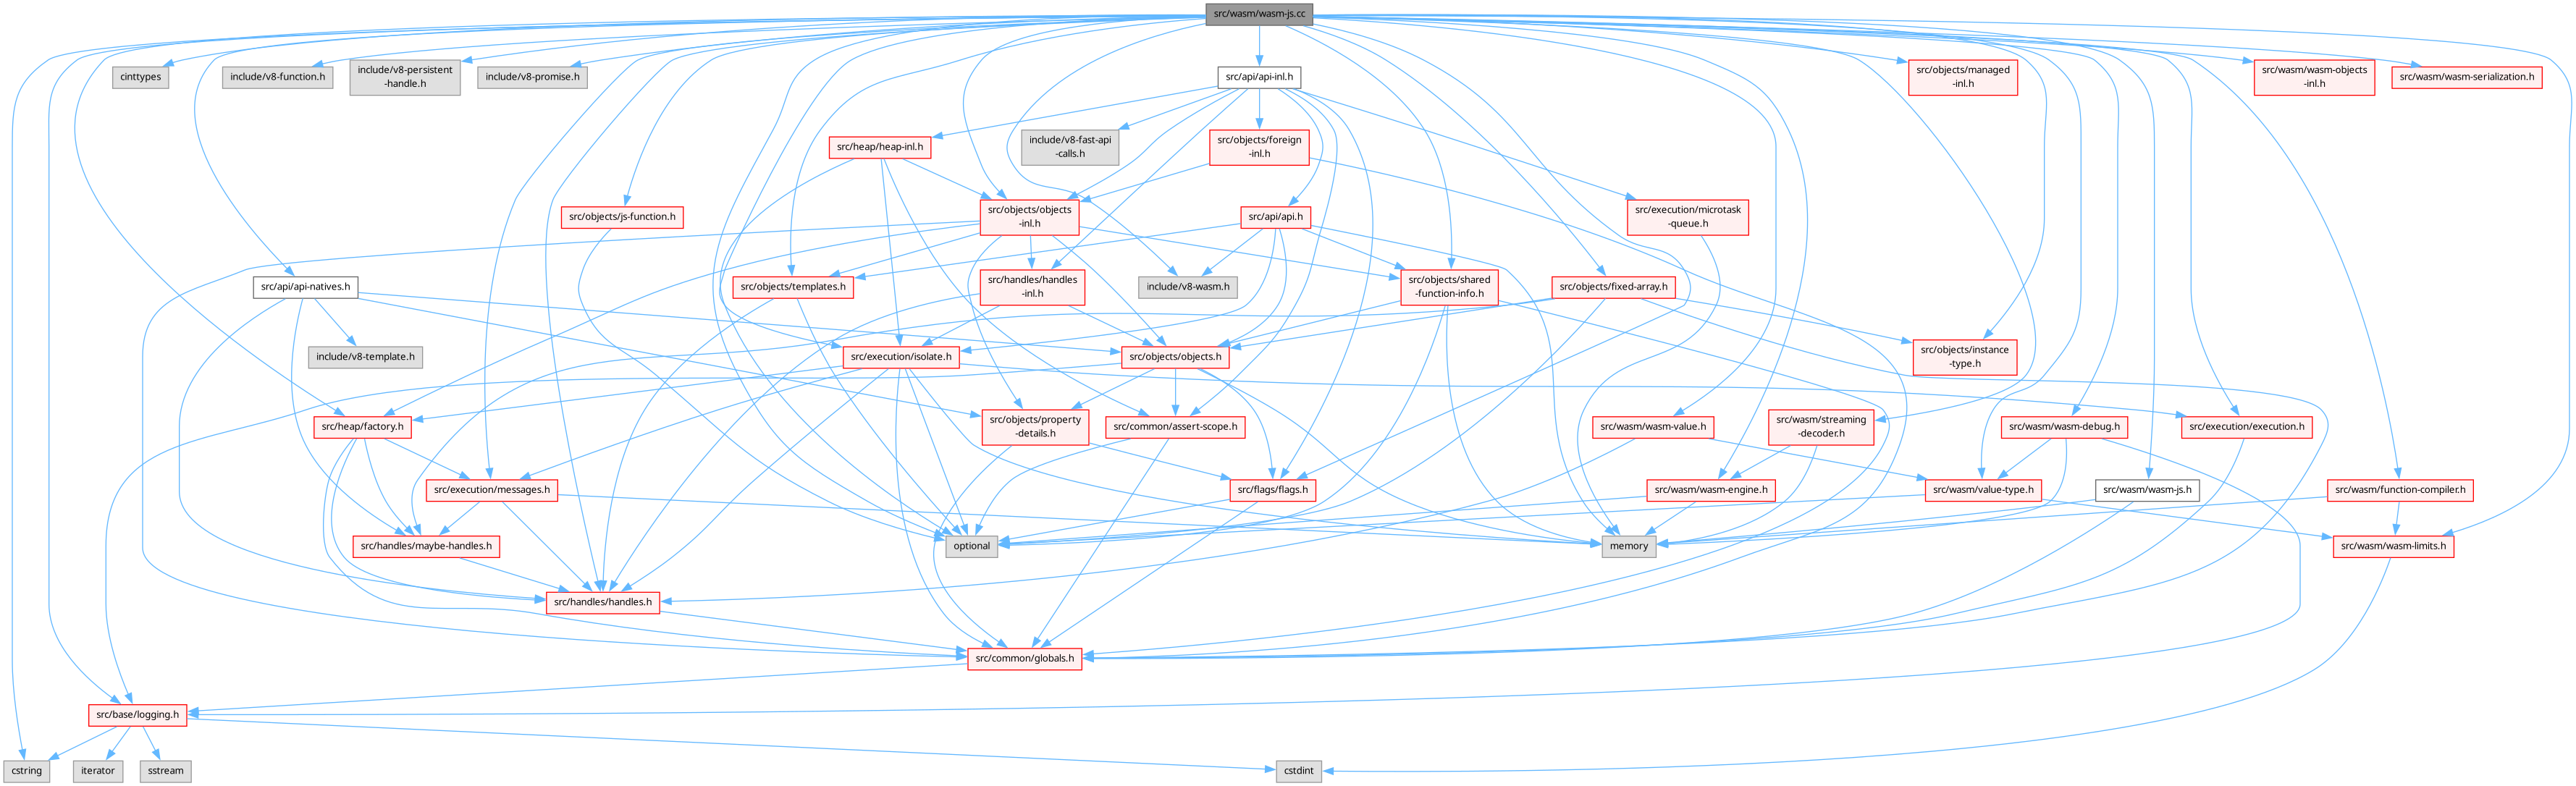 src/wasm/wasm-js.cc
cinttypes
include/v8-function.h
include/v8-persistent
-handle.h
include/v8-promise.h
src/api/api-inl.h
src/objects/managed
-inl.h
src/wasm/wasm-objects
-inl.h
src/wasm/wasm-serialization.h
src/heap/heap-inl.h
include/v8-fast-api
-calls.h
src/objects/foreign
-inl.h
src/objects/js-function.h
src/objects/objects
-inl.h
src/api/api.h
src/execution/microtask
-queue.h
src/api/api-natives.h
src/objects/templates.h
src/handles/handles
-inl.h
include/v8-wasm.h
src/objects/shared
-function-info.h
src/objects/fixed-array.h
include/v8-template.h
src/execution/isolate.h
src/objects/objects.h
src/objects/instance
-type.h
src/heap/factory.h
src/objects/property
-details.h
src/common/assert-scope.h
src/wasm/wasm-value.h
src/wasm/streaming
-decoder.h
src/wasm/wasm-debug.h
src/execution/execution.h
src/execution/messages.h
src/flags/flags.h
src/wasm/wasm-engine.h
src/wasm/value-type.h
src/wasm/wasm-js.h
src/wasm/function-compiler.h
src/handles/maybe-handles.h
optional
memory
src/wasm/wasm-limits.h
src/handles/handles.h
src/common/globals.h
src/base/logging.h
cstring
iterator
sstream
cstdint